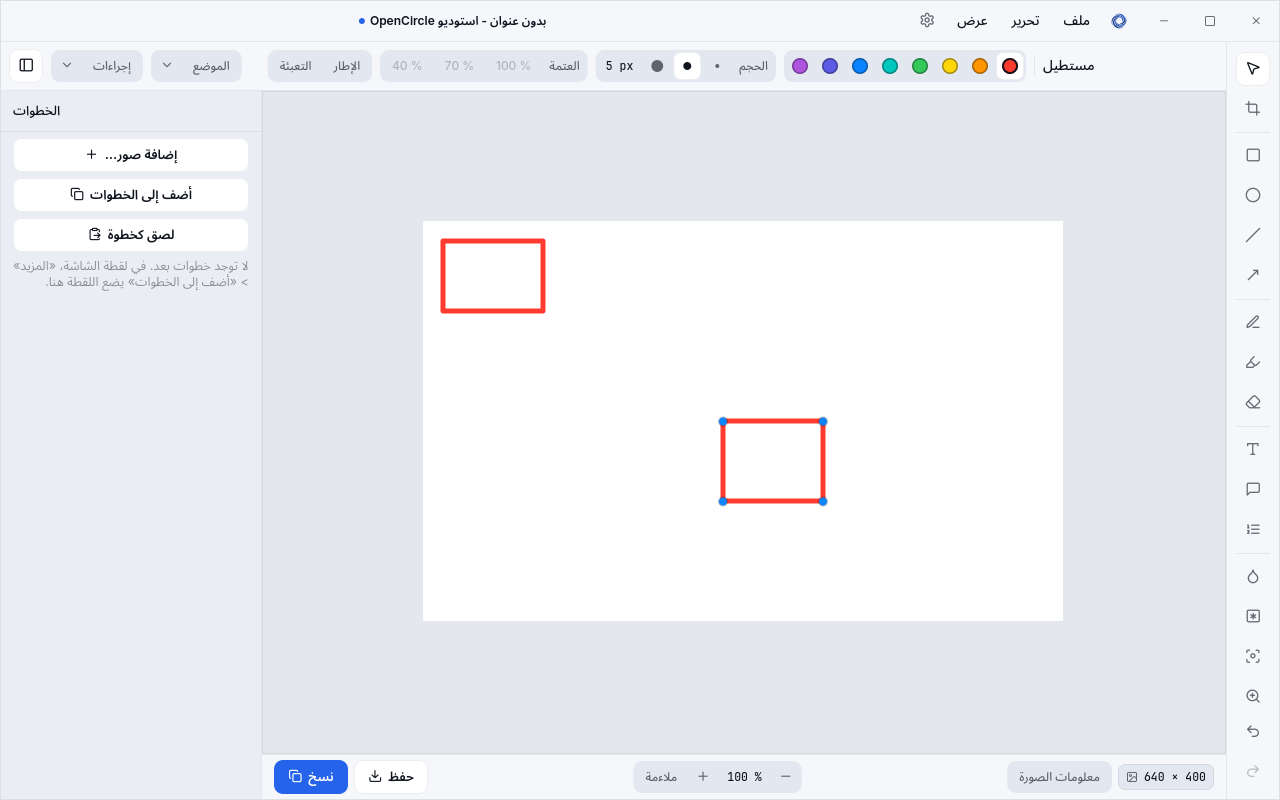 ملف تحرير عرض
بدون عنوان - استوديو OpenCircle
مستطيل
الحجم 5 px
العتمة 100 % 70 % 40 %
الإطار التعبئة
الموضع
إجراءات
الخطوات
إضافة صور...
أضف إلى الخطوات
لصق كخطوة
لا توجد خطوات بعد. في لقطة الشاشة، «المزيد»
> «أضف إلى الخطوات» يضع اللقطة هنا.
640 × 400
معلومات الصورة
100 %
ملاءمة
حفظ
نسخ